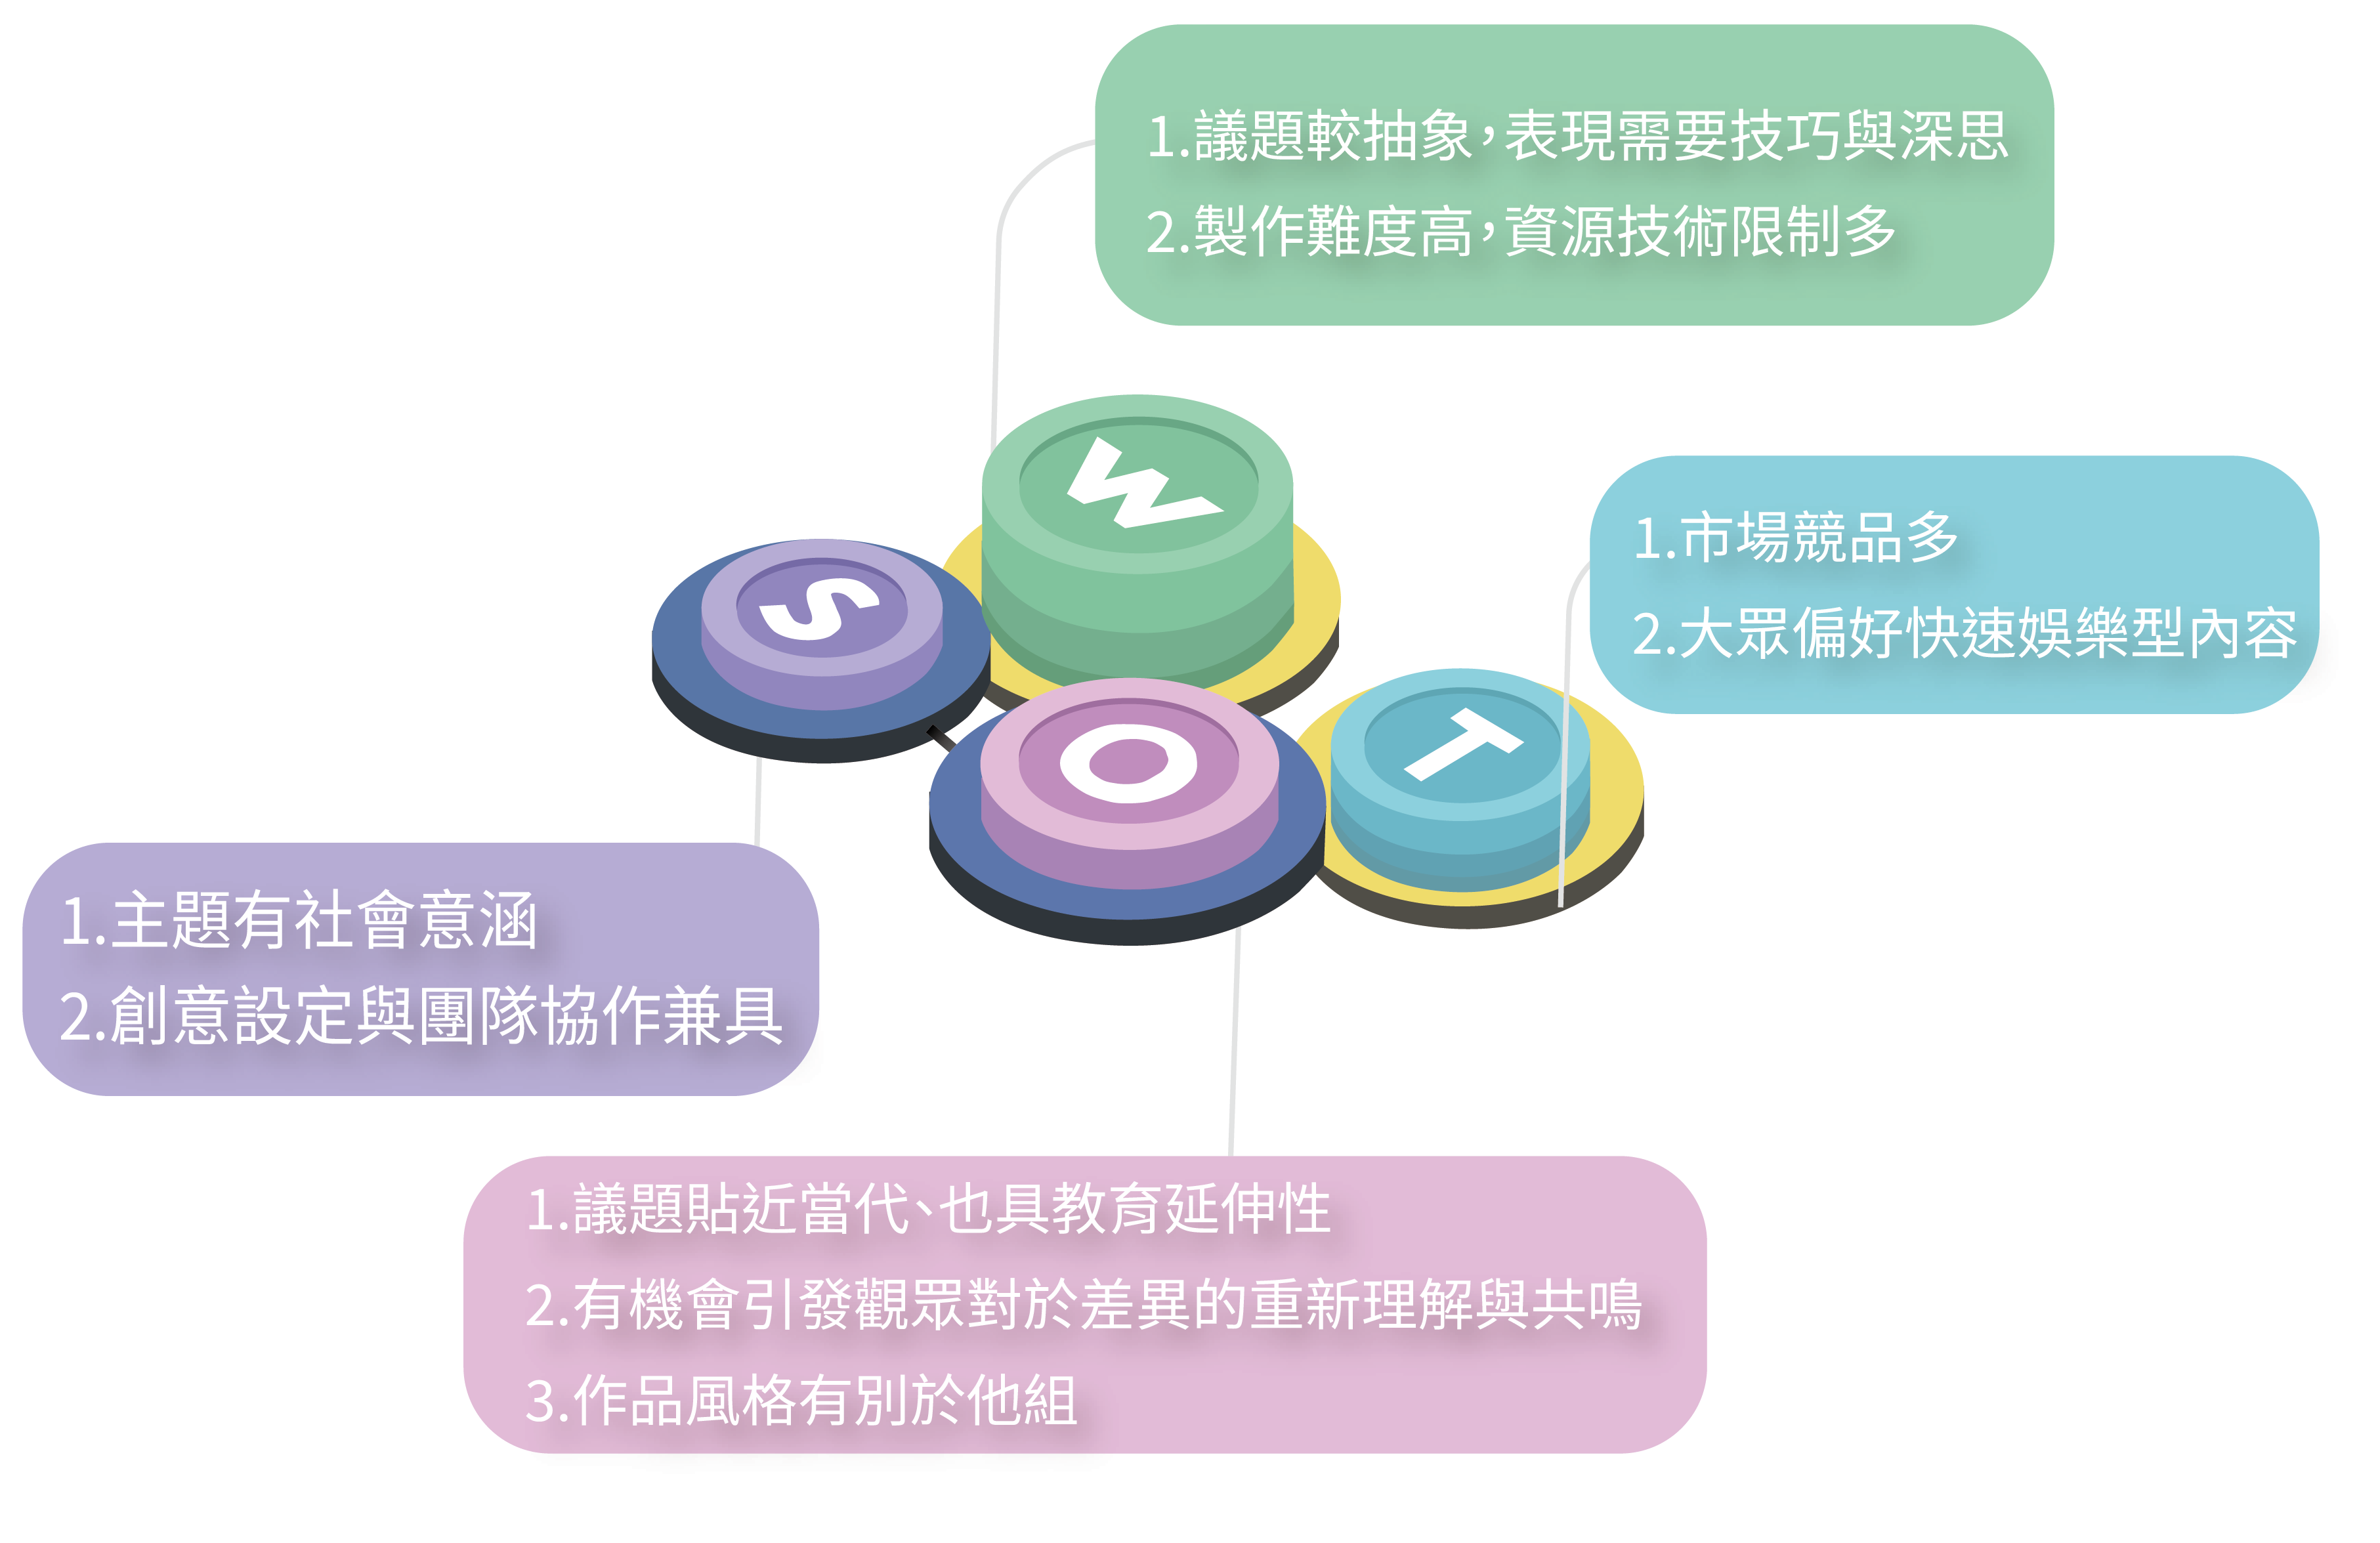 1.議題較抽象，表現需要技巧與深思
2.製作難度高，資源技術限制多
W
S
1.市場競品多
2.大眾偏好快速娛樂型內容
T
O
1.主題有社會意涵
2.創意設定與團隊協作兼具
1.議題貼近當代、也具教育延伸性
2.有機會引發觀眾對於差異的重新理解與共鳴
3.作品風格有別於他組